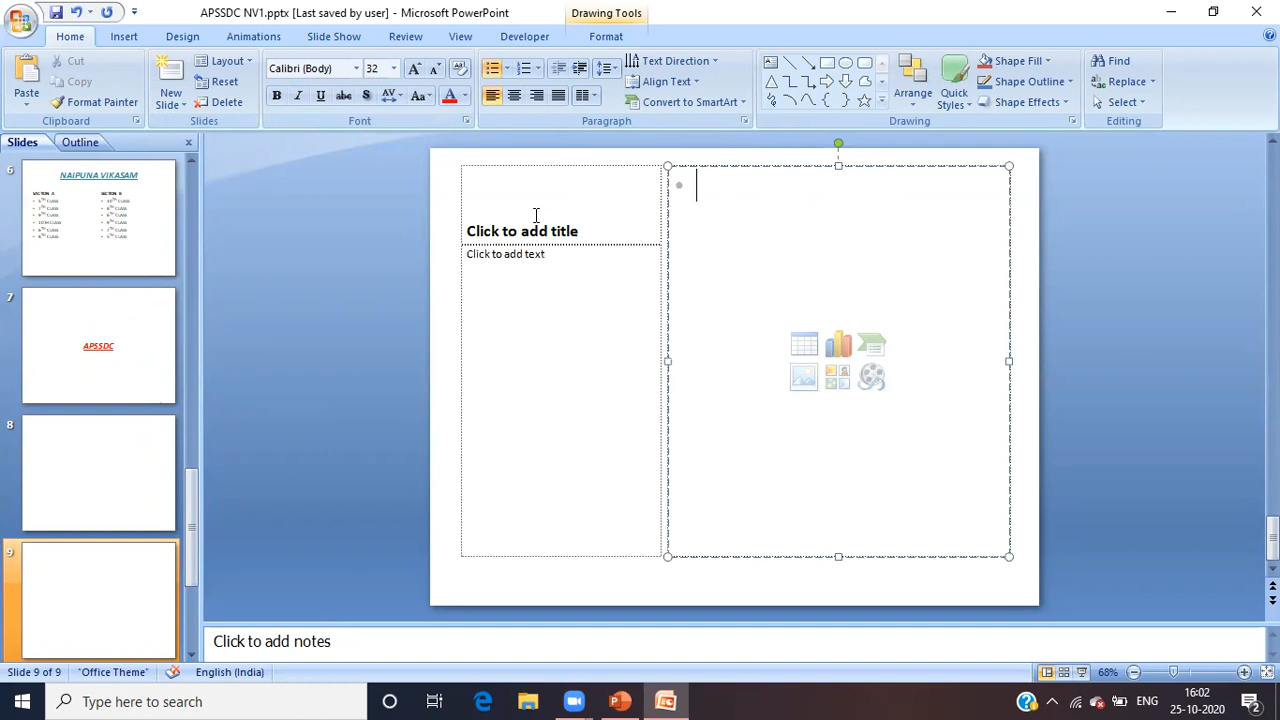 APSSDC NV1.pptx [Last saved by user] - Microsoft PowerPoint
Drawing Tools
Home
Insert
Design
Animations
Slide Show
Review
View
Developer
Format
Paste
Cut
Copy
Format Painter
Clipboard
New Slide
Layout
Reset
Delete
Slides
Calibri (Body)
32
B I U abc S AV Aa A
Font
Text Direction
Align Text
Convert to SmartArt
Paragraph
Arrange
Quick Styles
Shape Fill
Shape Outline
Shape Effects
Drawing
Find
Replace
Select
Editing
Slides
Outline
6
NAIPUNA VIKASAM
7
APSSDC
8
9
Click to add title
Click to add text
Click to add notes
Slide 9 of 9
"Office Theme"
English (India)
68%
Type here to search
ENG
16:02
25-10-2020
2